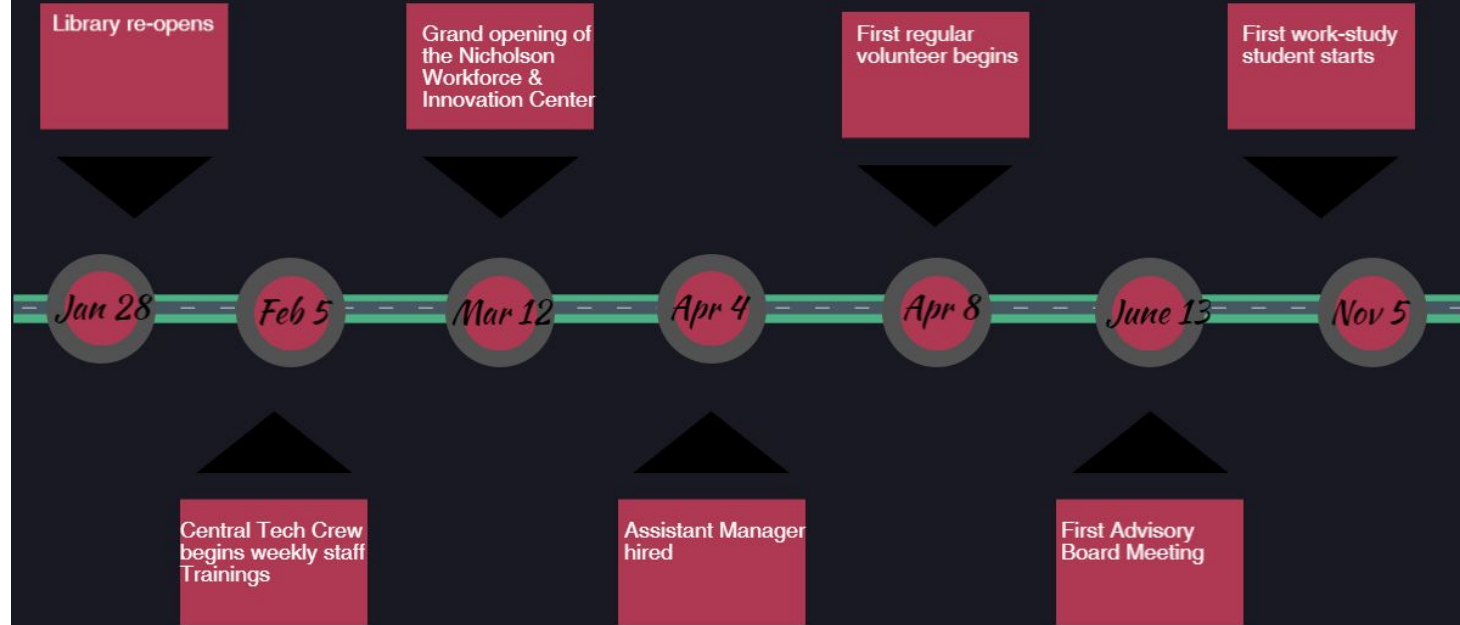 Library re-opens
Grand opening of
the Nicholson
Workforce &
Innovation Center
First regular
volunteer begins
First work-study
student starts
Jan 28
Feb 5
Mar 12
Apr 4
Apr 8
June 13
Nov 5
Central Tech Crew
begins weekly staff
Trainings
Assistant Manager
hired
First Advisory
Board Meeting